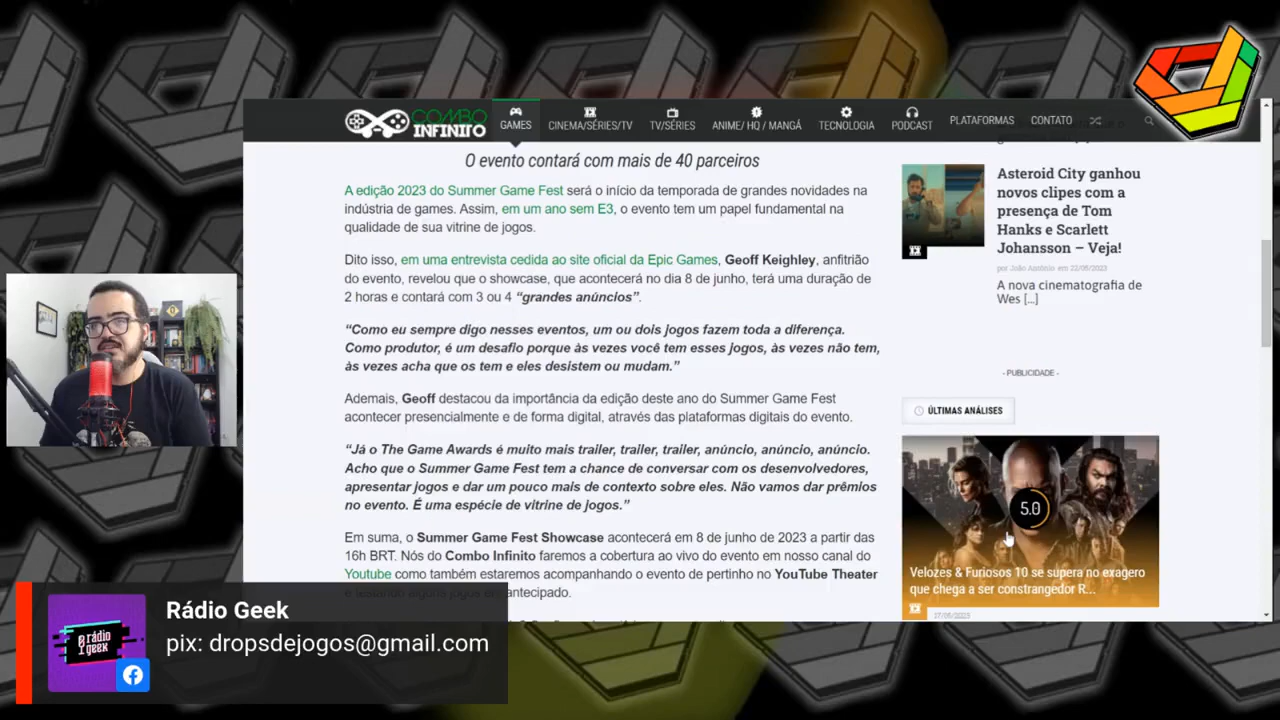 COMBO
INFINITO
GAMES
CINEMA/SÉRIES/TV
TV/SÉRIES
ANIME/ HQ / MANGÁ
TECNOLOGIA
PODCAST
PLATAFORMAS
CONTATO
O evento contará com mais de 40 parceiros
A edição 2023 do Summer Game Fest será o início da temporada de grandes novidades na
indústria de games. Assim, em um ano sem E3, o evento tem um papel fundamental na
qualidade de sua vitrine de jogos.
Dito isso, em uma entrevista cedida ao site oficial da Epic Games, Geoff Keighley, anfitrião
do evento, revelou que o showcase, que acontecerá no dia 8 de junho, terá uma duração de
2 horas e contará com 3 ou 4 “grandes anúncios”.
“Como eu sempre digo nesses eventos, um ou dois jogos fazem toda a diferença.
Como produtor, é um desafio porque às vezes você tem esses jogos, às vezes não tem,
às vezes acha que os tem e eles desistem ou mudam.”
Ademais, Geoff destacou da importância da edição deste ano do Summer Game Fest
acontecer presencialmente e de forma digital, através das plataformas digitais do evento.
“Já o The Game Awards é muito mais trailer, trailer, trailer, anúncio, anúncio, anúncio.
Acho que o Summer Game Fest tem a chance de conversar com os desenvolvedores,
apresentar jogos e dar um pouco mais de contexto sobre eles. Não vamos dar prêmios
no evento. É uma espécie de vitrine de jogos.”
Em suma, o Summer Game Fest Showcase acontecerá em 8 de junho de 2023 a partir das
16h BRT. Nós do Combo Infinito faremos a cobertura ao vivo do evento em nosso canal do
Youtube como também estaremos acompanhando o evento de pertinho no YouTube Theater
e testando alguns jogos antecipado.
Asteroid City ganhou
novos clipes com a
presença de Tom
Hanks e Scarlett
Johansson – Veja!
por João Antônio em 22/05/2023
A nova cinematografia de
Wes [...]
- PUBLICIDADE -
ÚLTIMAS ANÁLISES
5.0
Velozes & Furiosos 10 se supera no exagero
que chega a ser constrangedor R...
17/05/2023
rádio
geek
Rádio Geek
pix: dropsdejogos@gmail.com